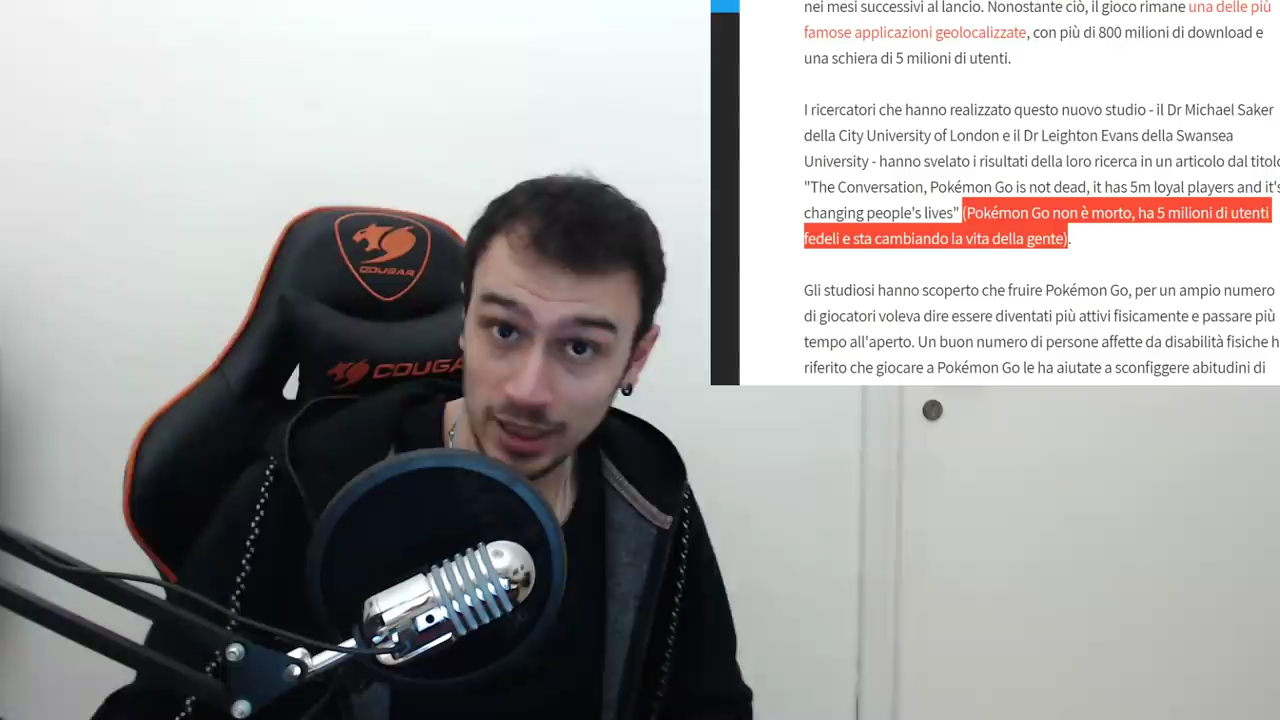 nei mesi successivi al lancio. Nonostante ciò, il gioco rimane una delle più
famose applicazioni geolocalizzate, con più di 800 milioni di download e
una schiera di 5 milioni di utenti.
I ricercatori che hanno realizzato questo nuovo studio - il Dr Michael Saker
della City University of London e il Dr Leighton Evans della Swansea
University - hanno svelato i risultati della loro ricerca in un articolo dal titolo
"The Conversation, Pokémon Go is not dead, it has 5m loyal players and it's
changing people's lives" (Pokémon Go non è morto, ha 5 milioni di utenti
fedeli e sta cambiando la vita della gente).
Gli studiosi hanno scoperto che fruire Pokémon Go, per un ampio numero
di giocatori voleva dire essere diventati più attivi fisicamente e passare più
tempo all'aperto. Un buon numero di persone affette da disabilità fisiche h
riferito che giocare a Pokémon Go le ha aiutate a sconfiggere abitudini di
COUGAR
COUGA